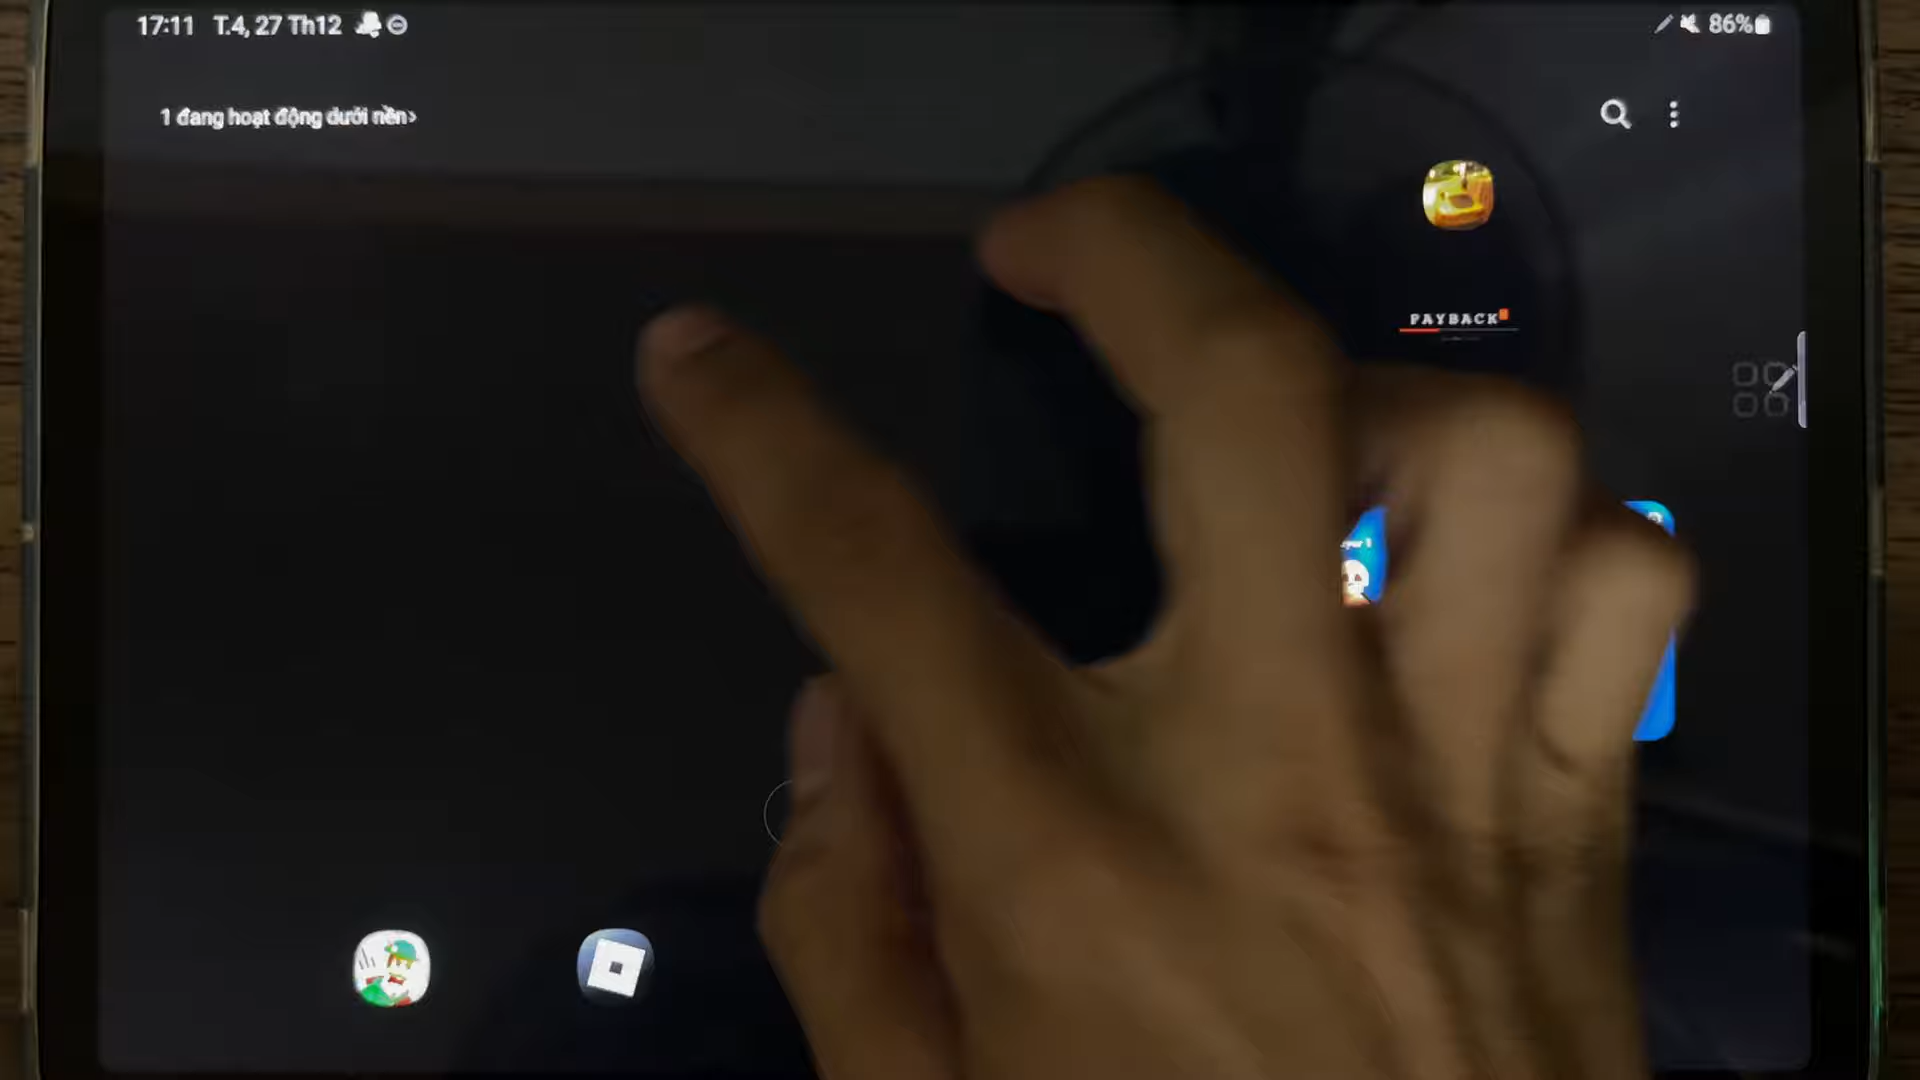 17:11 T.4, 27 Th12
86%
1 đang hoạt động dưới nền>
PAYBACK